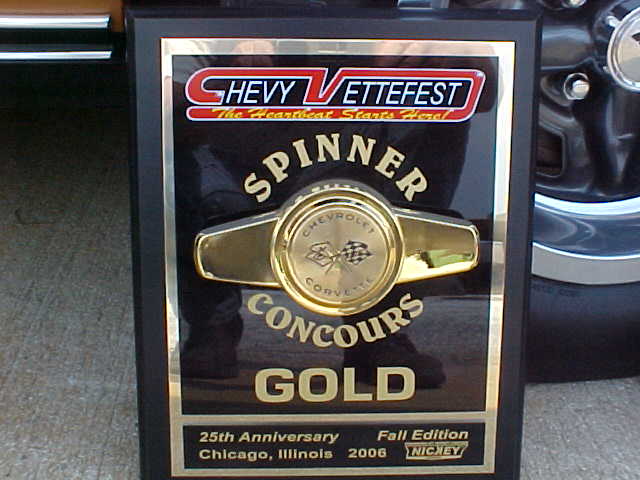 CHEVY VETTEFEST
The Heartbeat Starts Here!
SPINNER
CHEVROLET
CORVETTE
CONCOURS
GOLD
25th Anniversary Fall Edition
Chicago, Illinois 2006 NICKEY